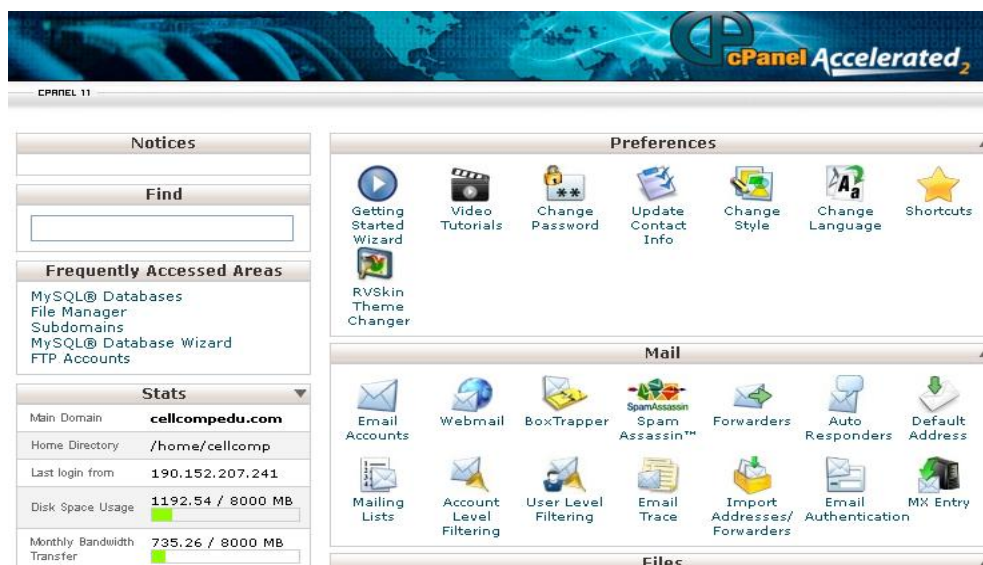 cPanel Accelerated2
CPANEL 11
Notices
Find
Frequently Accessed Areas
MySQL® Databases
File Manager
Subdomains
MySQL® Database Wizard
FTP Accounts
Stats
Main Domain cellcompedu.com
Home Directory /home/cellcomp
Last login from 190.152.207.241
Disk Space Usage 1192.54 / 8000 MB
Monthly Bandwidth 735.26 / 8000 MB
Transfer
Preferences
Getting Video Change Update Change Change Shortcuts
Started Tutorials Password Contact Style Language
Wizard Info
RVSkin
Theme
Changer
Mail
SpamAssassin
Email Webmail BoxTrapper Spam Forwarders Auto Default
Accounts Assassin™ Responders Address
Mailing Account User Level Email Import Email MX Entry
Lists Level Filtering Trace Addresses/ Authentication
Filtering Forwarders
Files